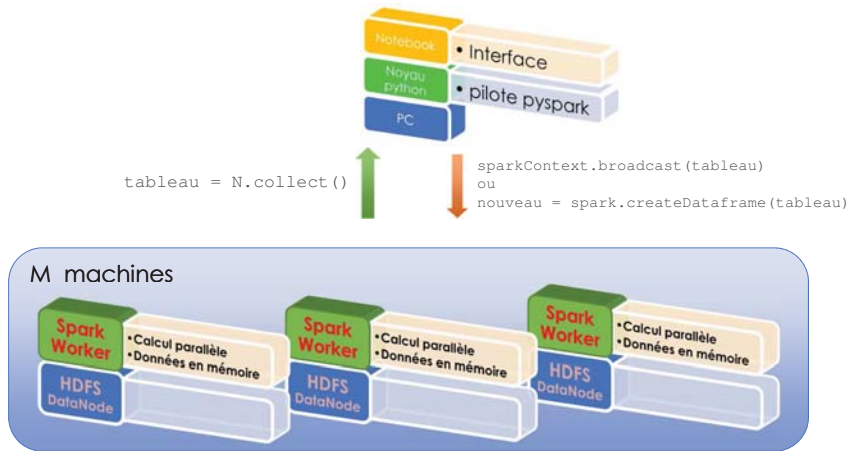 Notebook
• Interface
Noyau
python
• pilote pyspark
PC
tableau = N.collect()
sparkContext.broadcast(tableau)
ou
nouveau = spark.createDataframe(tableau)
M machines
Spark
Worker
•Calcul parallèle
•Données en mémoire
HDFS
DataNode
Spark
Worker
•Calcul parallèle
•Données en mémoire
HDFS
DataNode
Spark
Worker
•Calcul parallèle
•Données en mémoire
HDFS
DataNode